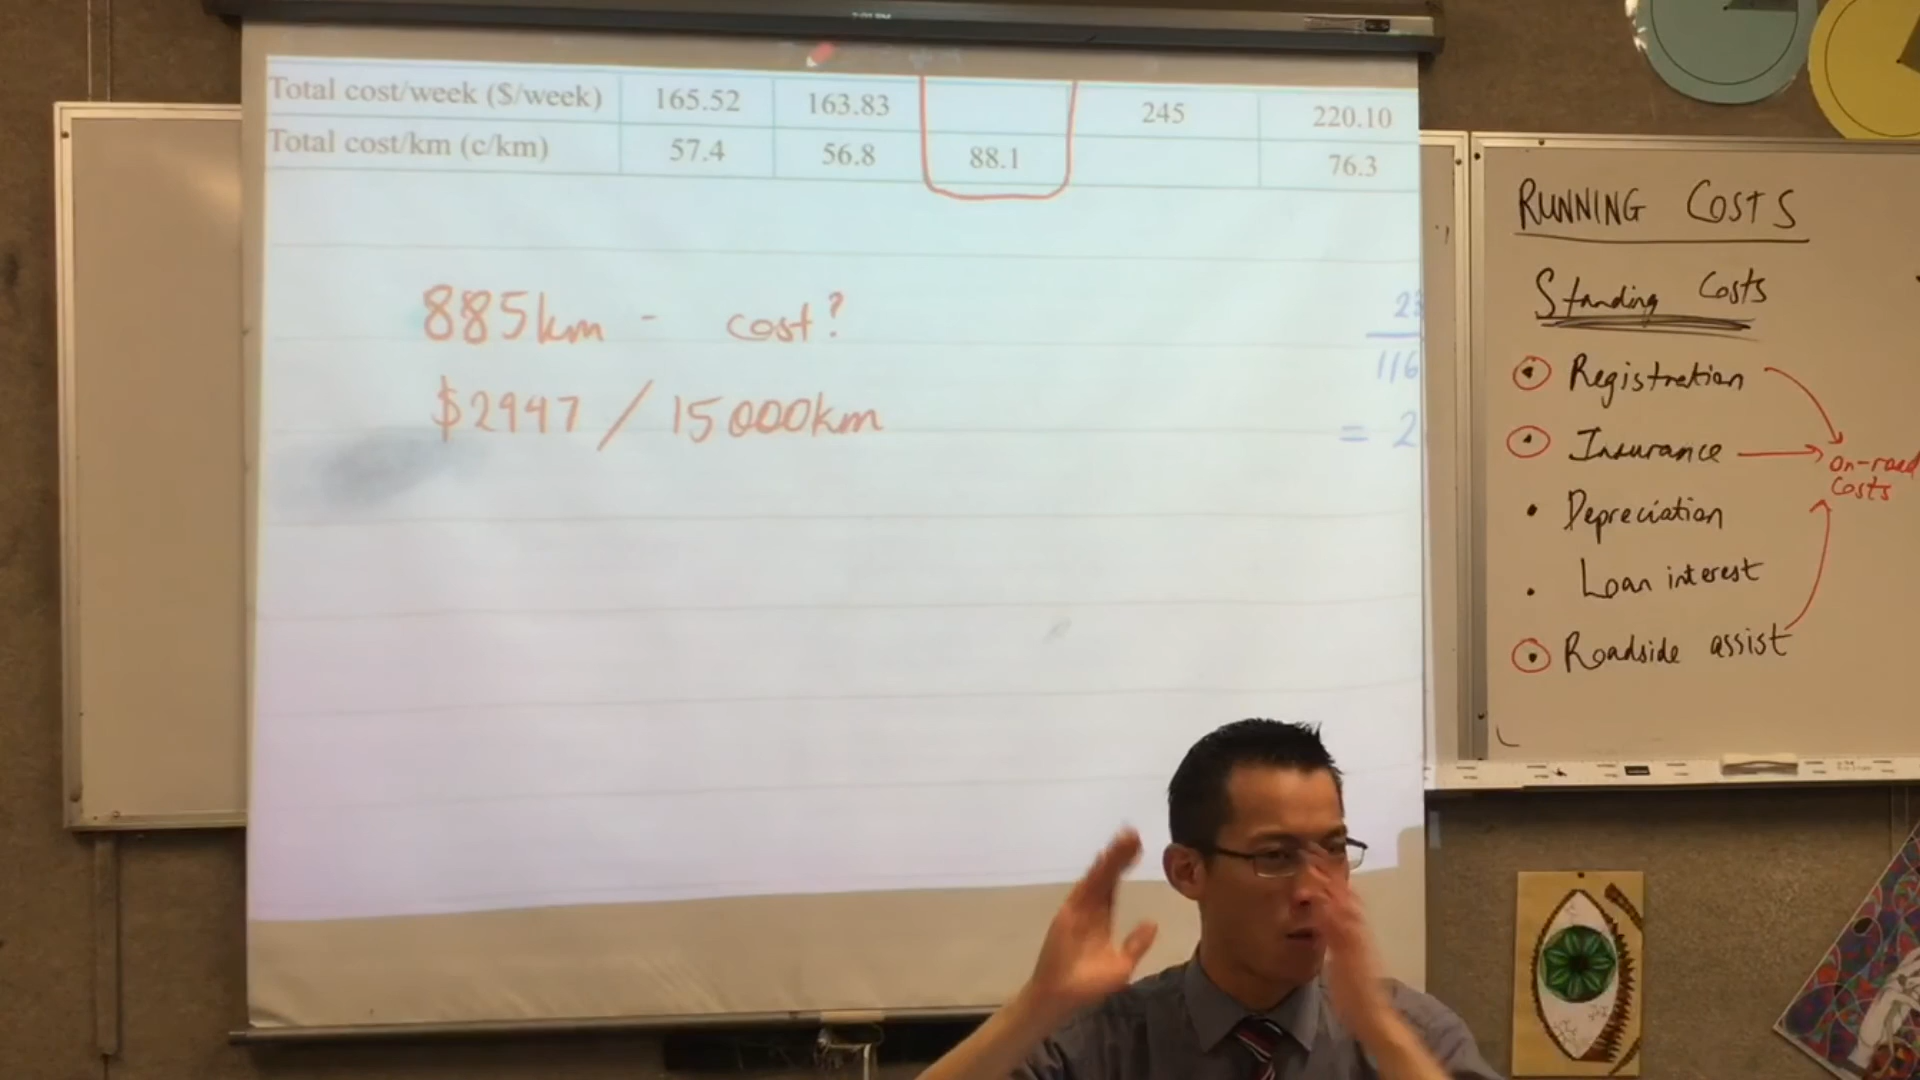 Total cost/week ($/week) 165.52 163.83 245 220.10
Total cost/km (c/km) 57.4 56.8 88.1 76.3
885km - cost?
$2947 / 15000km
116
= 2
RUNNING COSTS
Standing Costs
• Registration
• Insurance
On-road
Costs
• Depreciation
• Loan interest
• Roadside assist